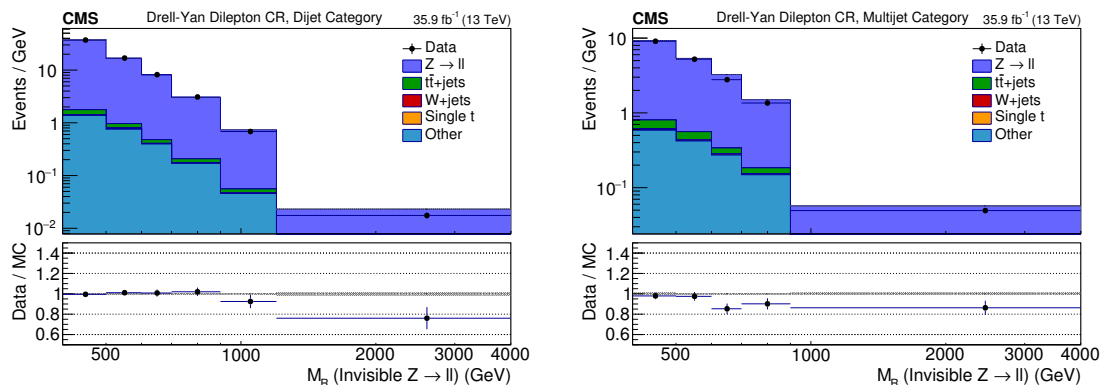 CMS Drell-Yan Dilepton CR, Dijet Category 35.9 fb⁻¹ (13 TeV)
Events / GeV
10
1
10⁻¹
10⁻²
Data
Z → ll
tt̄+jets
W+jets
Single t
Other
Data / MC
1.4
1.2
1
0.8
0.6
500 1000 2000 3000 4000
M_R (Invisible Z → ll) (GeV)
CMS Drell-Yan Dilepton CR, Multijet Category 35.9 fb⁻¹ (13 TeV)
Events / GeV
10
1
10⁻¹
Data
Z → ll
tt̄+jets
W+jets
Single t
Other
Data / MC
1.4
1.2
1
0.8
0.6
500 1000 2000 3000 4000
M_R (Invisible Z → ll) (GeV)